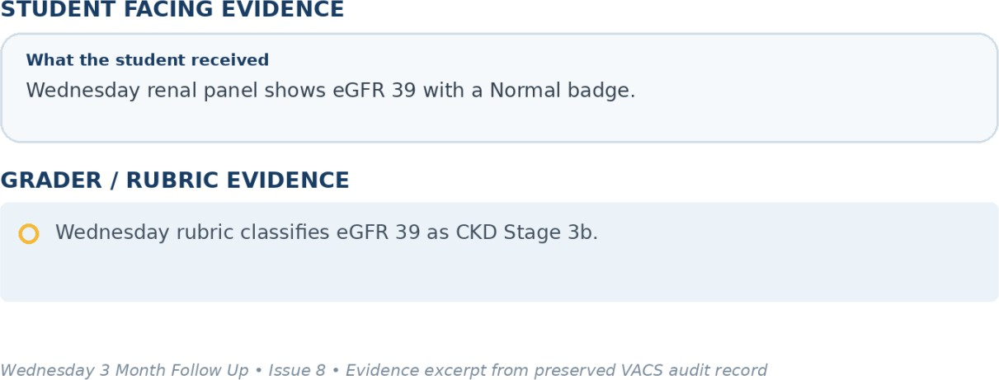 STUDENT FACING EVIDENCE
What the student received
Wednesday renal panel shows eGFR 39 with a Normal badge.
GRADER / RUBRIC EVIDENCE
Wednesday rubric classifies eGFR 39 as CKD Stage 3b.
Wednesday 3 Month Follow Up • Issue 8 • Evidence excerpt from preserved VACS audit record